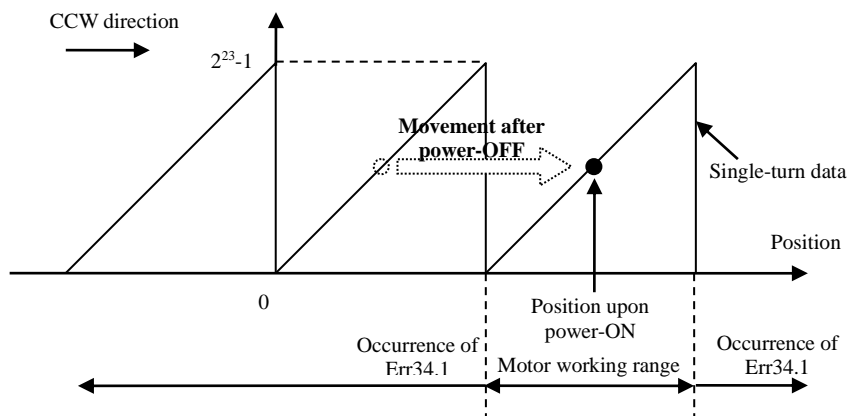 CCW direction
2²³-1
Movement after
power-OFF
Single-turn data
Position
0
Position upon
power-ON
Occurrence of
Err34.1
Motor working range
Occurrence of
Err34.1